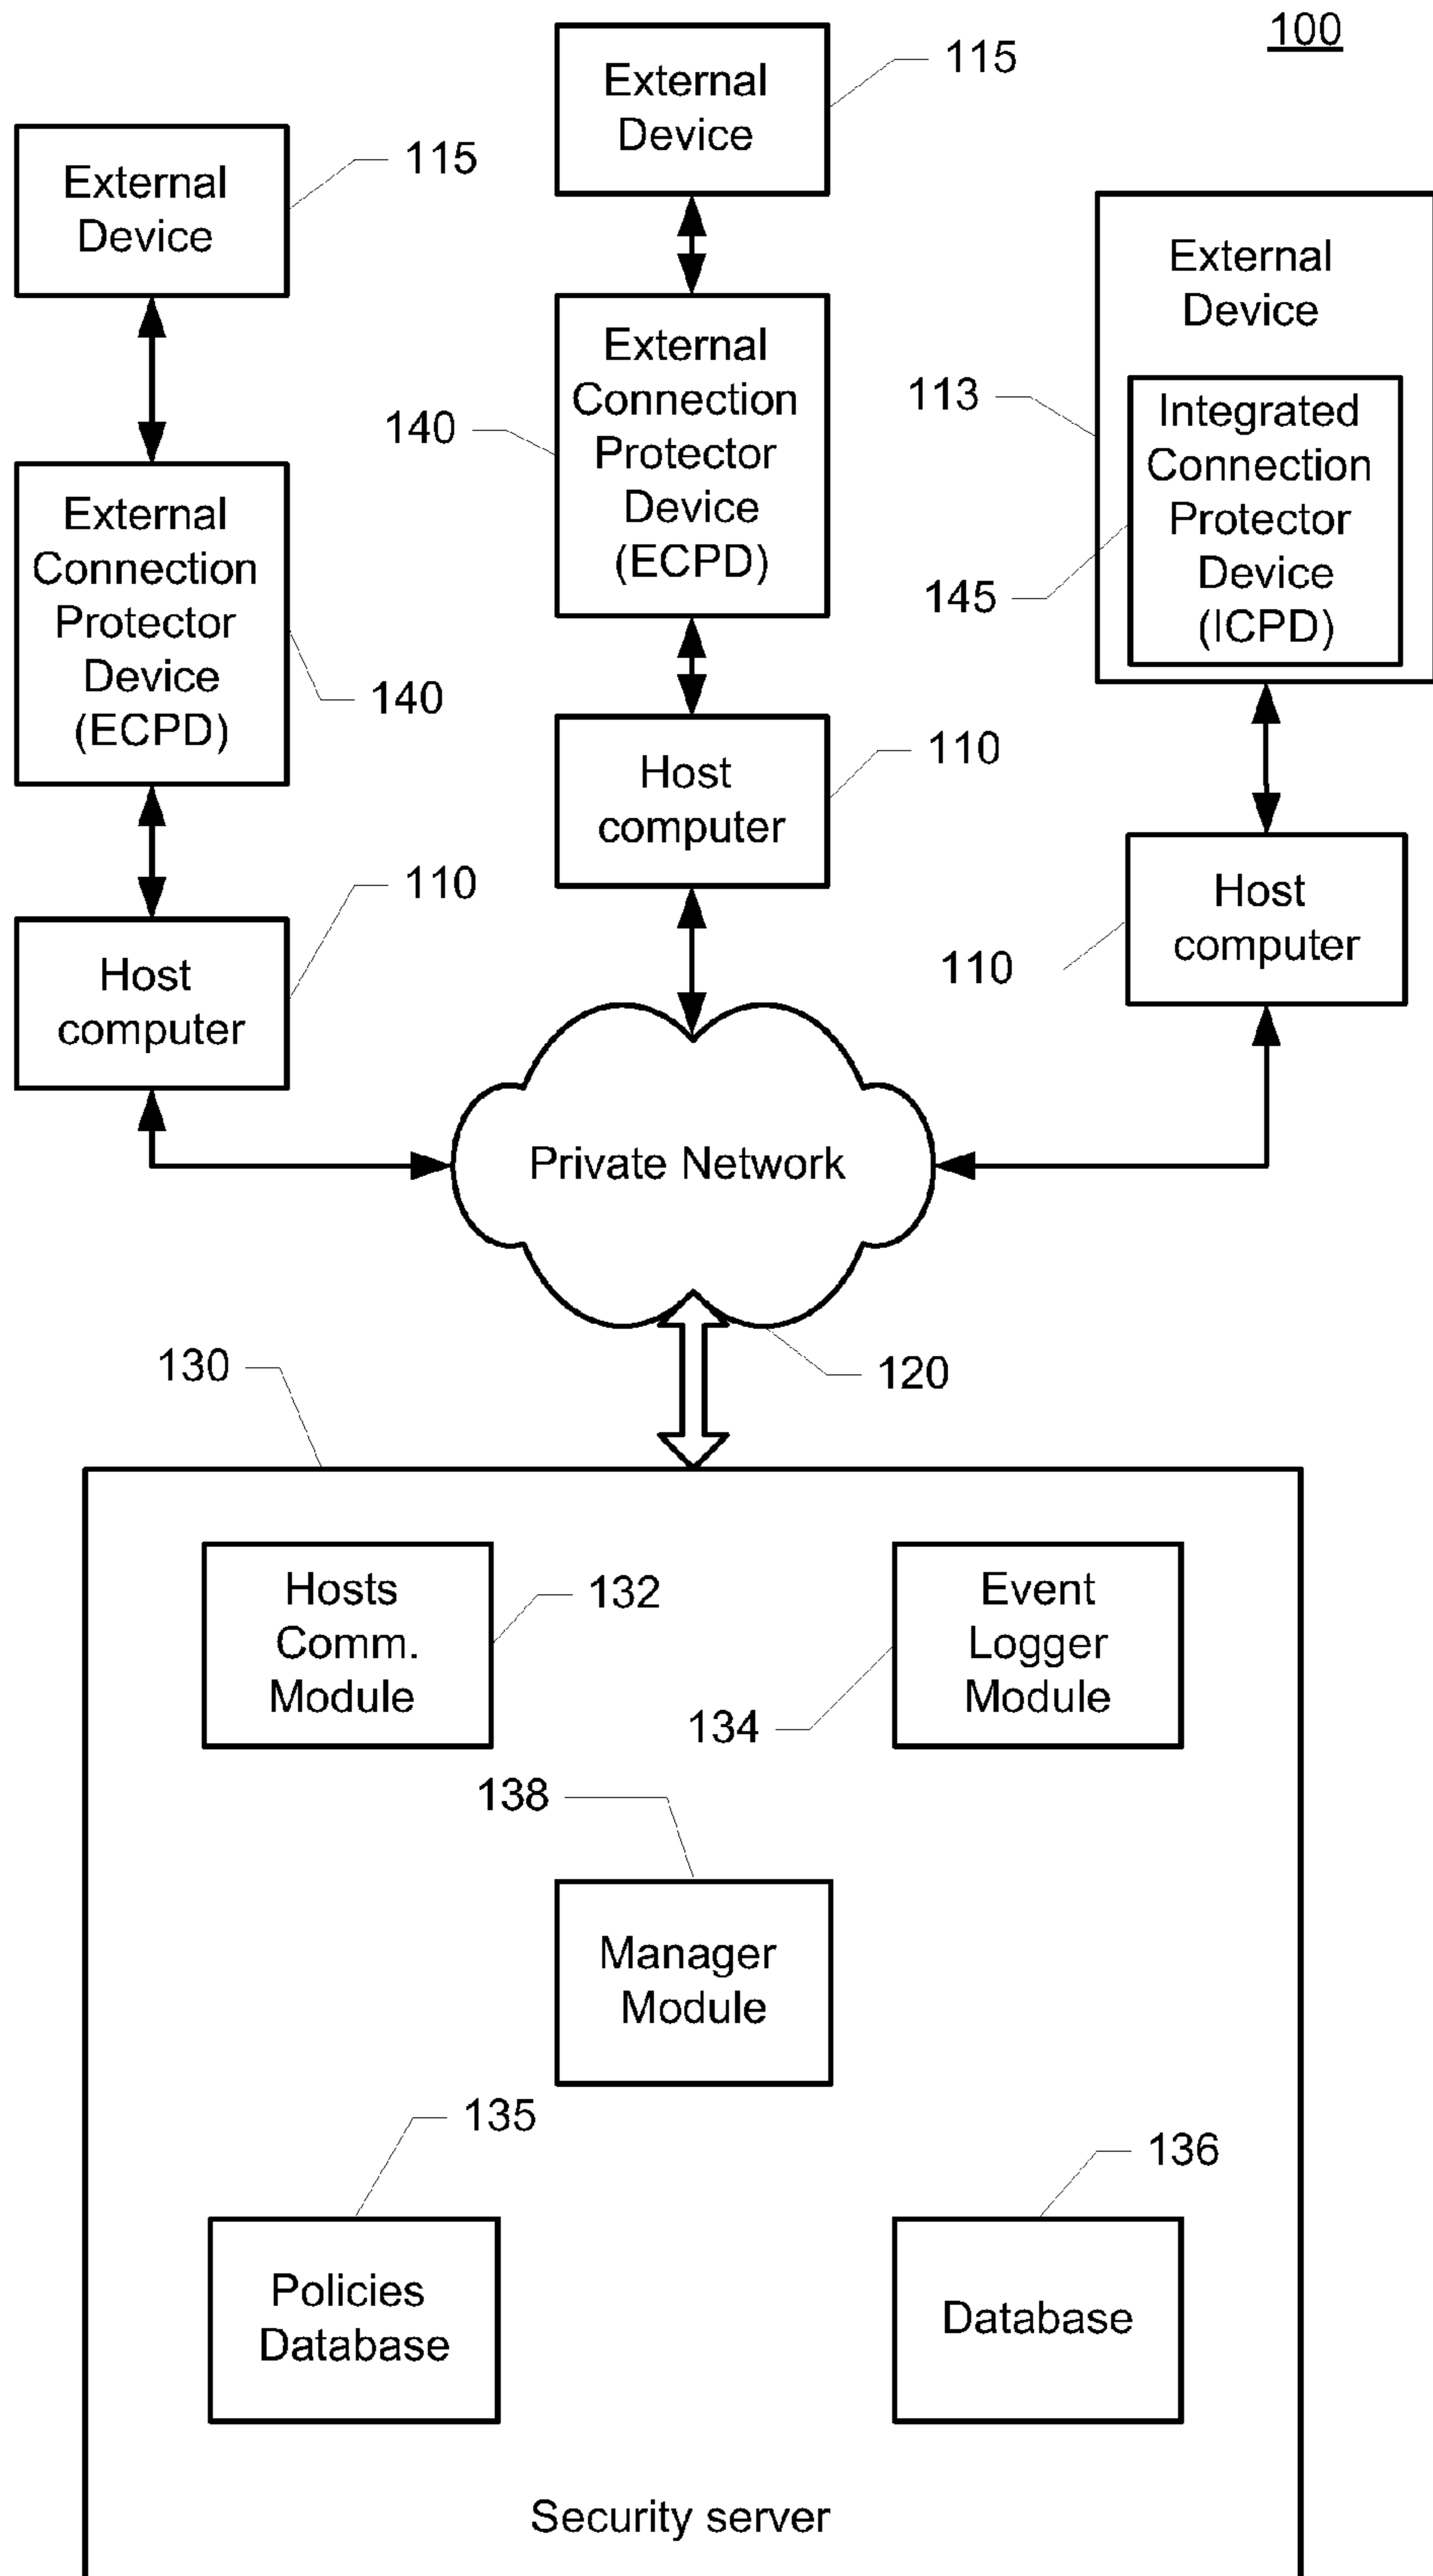 100
External
Device
115
External
Device
115
External
Device
External
Connection
Protector
Device
(ECPD)
140
113
Integrated
Connection
Protector
Device
(ICPD)
145
External
Connection
Protector
Device
(ECPD)
140
Host
computer
110
Host
computer
110
Host
computer
110
Private Network
120
130
Hosts
Comm.
Module
132
Event
Logger
Module
134
138
Manager
Module
135
136
Policies
Database
Database
Security server